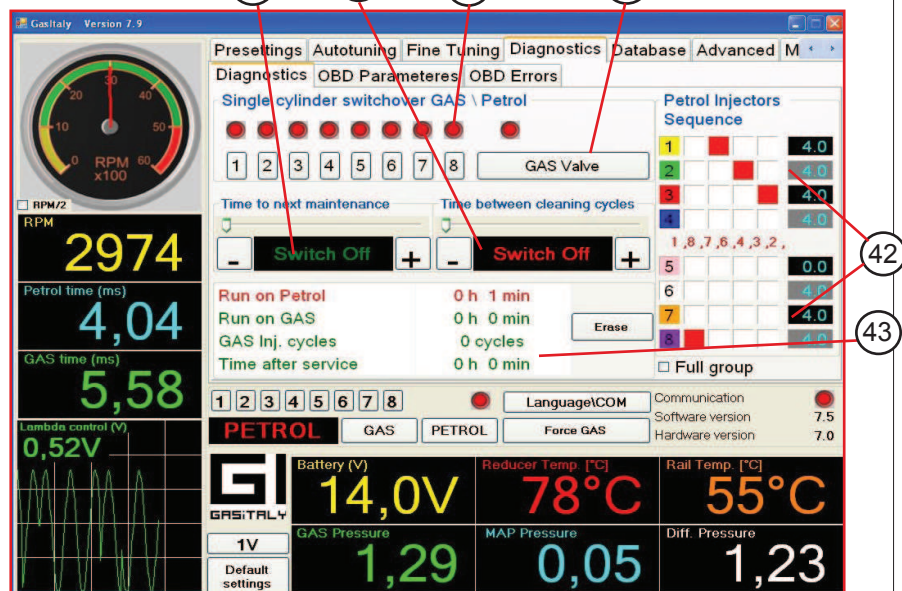 GasItaly Version 7.9
Presettings Autotuning Fine Tuning Diagnostics Database Advanced M
Diagnostics OBD Parameteres OBD Errors
Single cylinder switchover GAS \ Petrol
1 2 3 4 5 6 7 8 GAS Valve
Time to next maintenance
Time between cleaning cycles
- Switch Off +
- Switch Off +
Run on Petrol 0 h 1 min
Run on GAS 0 h 0 min
GAS Inj. cycles 0 cycles
Time after service 0 h 0 min
Erase
Petrol Injectors
Sequence
1 4.0
2 4.0
3 4.0
4 4.0
1 ,8 ,7 ,6 ,4 ,3 ,2 ,
5 0.0
6 4.0
7 4.0
8 4.0
Full group
42
43
0 10 20 30 40 50 60
RPM
x100
RPM/2
RPM
2974
Petrol time (ms)
4,04
GAS time (ms)
5,58
Lambda control (V)
0,52V
1 2 3 4 5 6 7 8
Language\COM
PETROL GAS PETROL Force GAS
Communication
Software version 7.5
Hardware version 7.0
GI
GASiTALY
1V
Default
settings
Battery (V)
14,0V
Reducer Temp. [°C]
78°C
Rail Temp. [°C]
55°C
GAS Pressure
1,29
MAP Pressure
0,05
Diff. Pressure
1,23